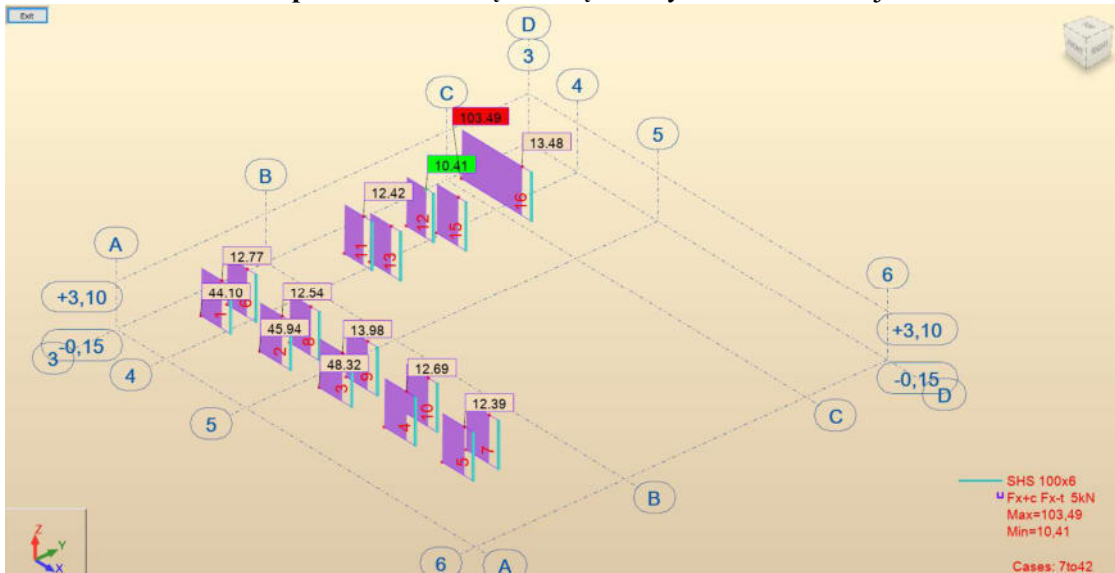 Exit
D
3
C
4
103.49
5
13.48
10.41
B
16
12.42
12
15
11
13
A
12.77
6
+3,10
44.10
6
1
12.54
+3,10
45.94
8
-0,15
13.98
-0,15
3
2
4
48.32
9
12.69
D
3
10
12.39
C
5
4
5
7
B
SHS 100x6
Fx+c Fx-t 5kN
Max=103,49
Min=10,41
6
A
Cases: 7to42
Z
Y
X